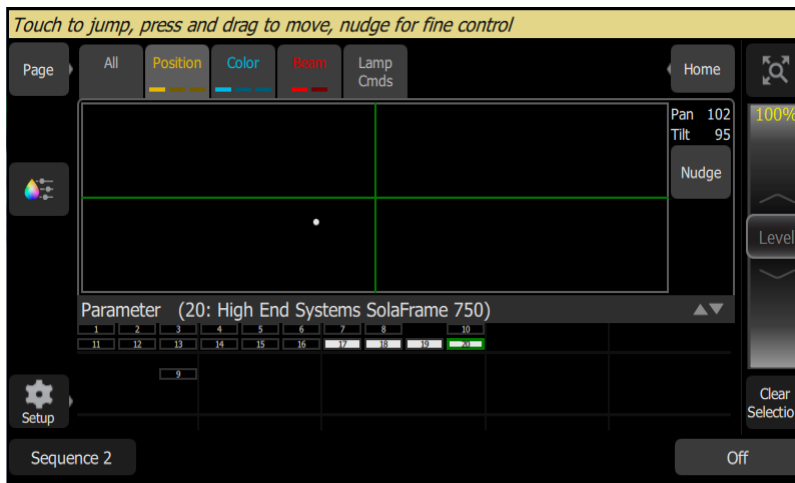 Touch to jump, press and drag to move, nudge for fine control
Page
All
Position
Color
Beam
Lamp
Cmds
Home
Pan 102
Tilt 95
Nudge
100%
Level
Parameter (20: High End Systems SolaFrame 750)
1 2 3 4 5 6 7 8 10
11 12 13 14 15 16 17 18 19 20
9
Setup
Clear
Selectio
Sequence 2
Off